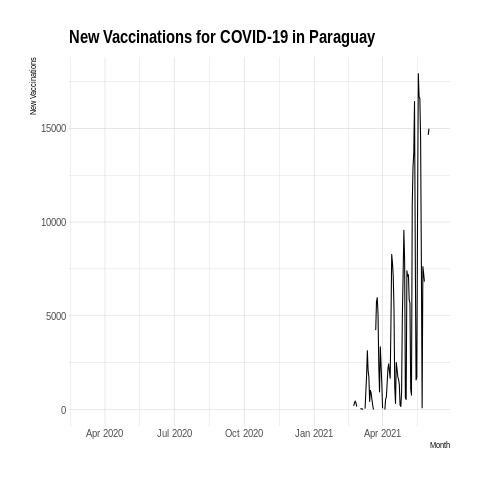 New Vaccinations for COVID-19 in Paraguay
New Vaccinations
15000
10000
5000
0
Apr 2020 Jul 2020 Oct 2020 Jan 2021 Apr 2021
Month